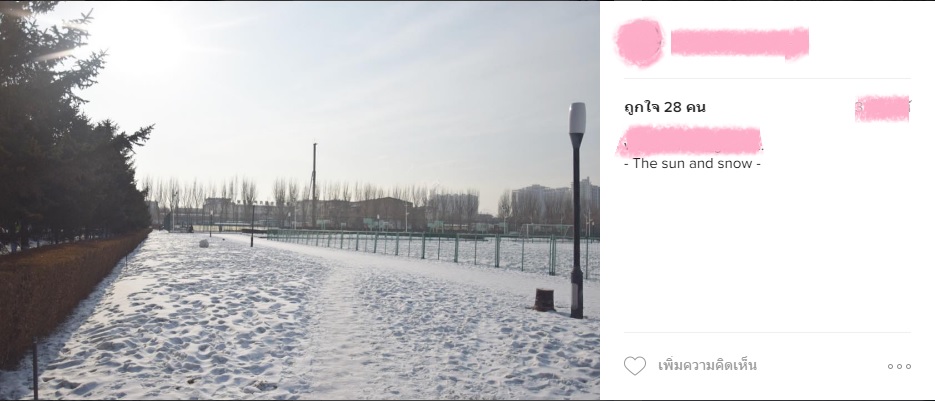 ถูกใจ 28 คน
- The sun and snow -
เพิ่มความคิดเห็น